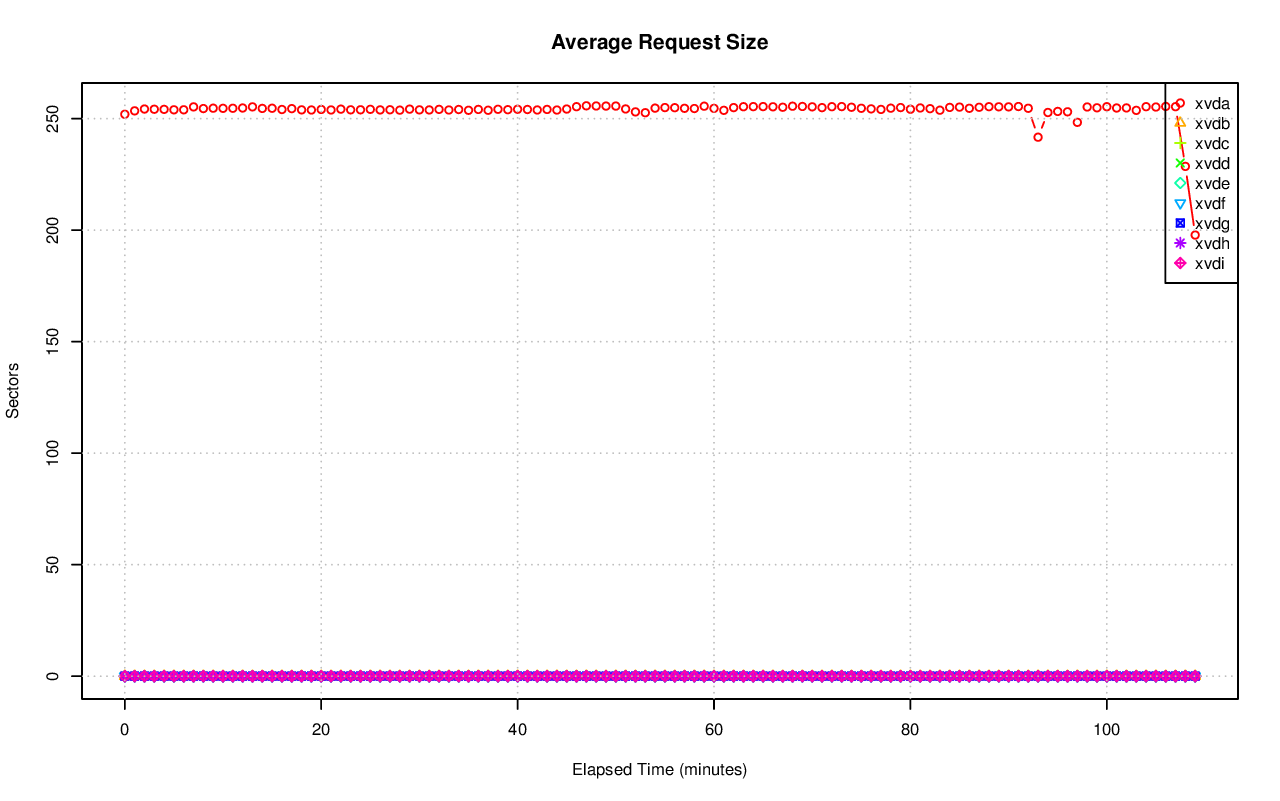 Average Request Size
Sectors
250
200
150
100
50
0
xvda
xvdb
xvdc
xvdd
xvde
xvdf
xvdg
xvdh
xvdi
0 20 40 60 80 100
Elapsed Time (minutes)